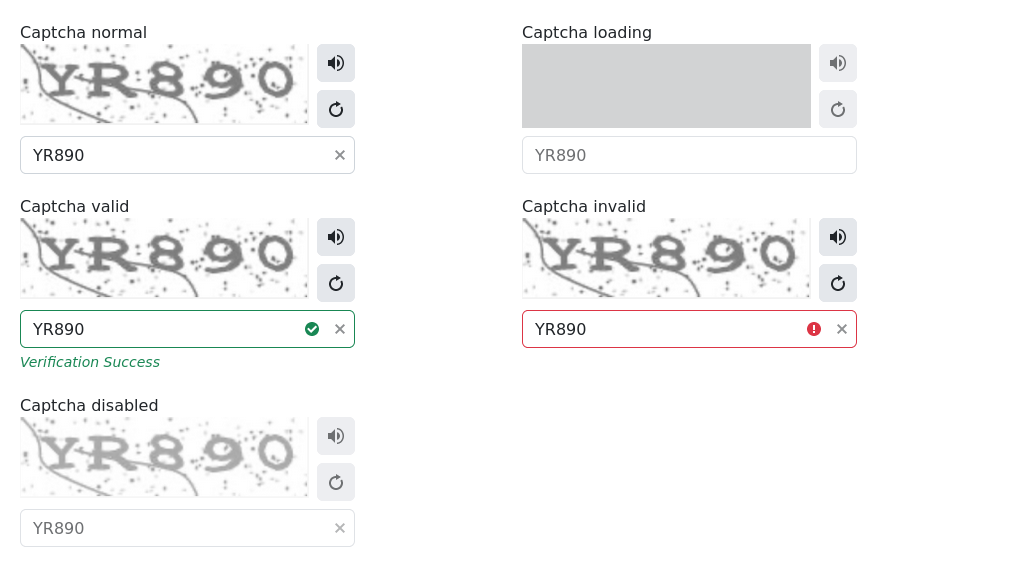 Captcha normal
YR890
YR890
Captcha loading
YR890
Captcha valid
YR890
YR890
Verification Success
Captcha invalid
YR890
YR890
Captcha disabled
YR890
YR890